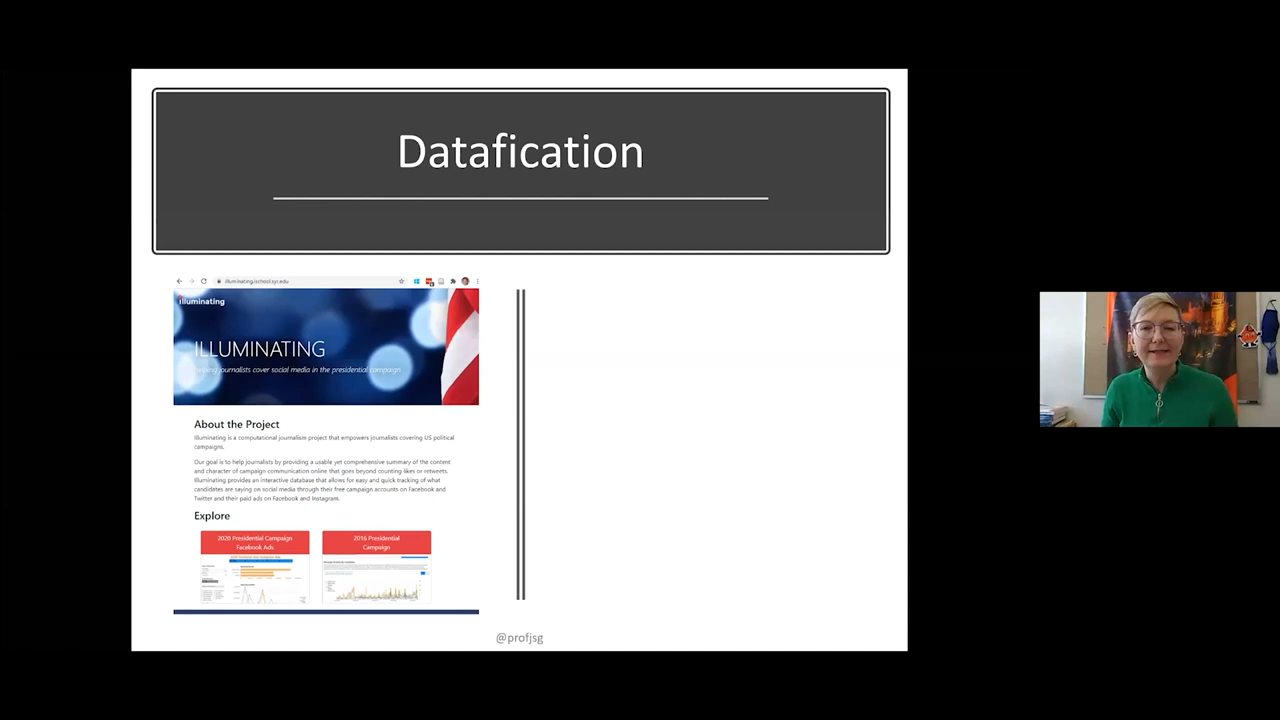 Datafication
illuminating.ischool.syr.edu
illuminating
ILLUMINATING
helping journalists cover social media in the presidential campaign
About the Project
Illuminating is a computational journalism project that empowers journalists covering US political
campaigns.
Our goal is to help journalists by providing a usable yet comprehensive summary of the content
and character of campaign communication online that goes beyond counting likes or retweets.
Illuminating provides an interactive database that allows for easy and quick tracking of what
candidates are saying on social media through their free campaign accounts on Facebook and
Twitter and their paid ads on Facebook and Instagram.
Explore
2020 Presidential Campaign
Facebook Ads
2016 Presidential
Campaign
@profjsg